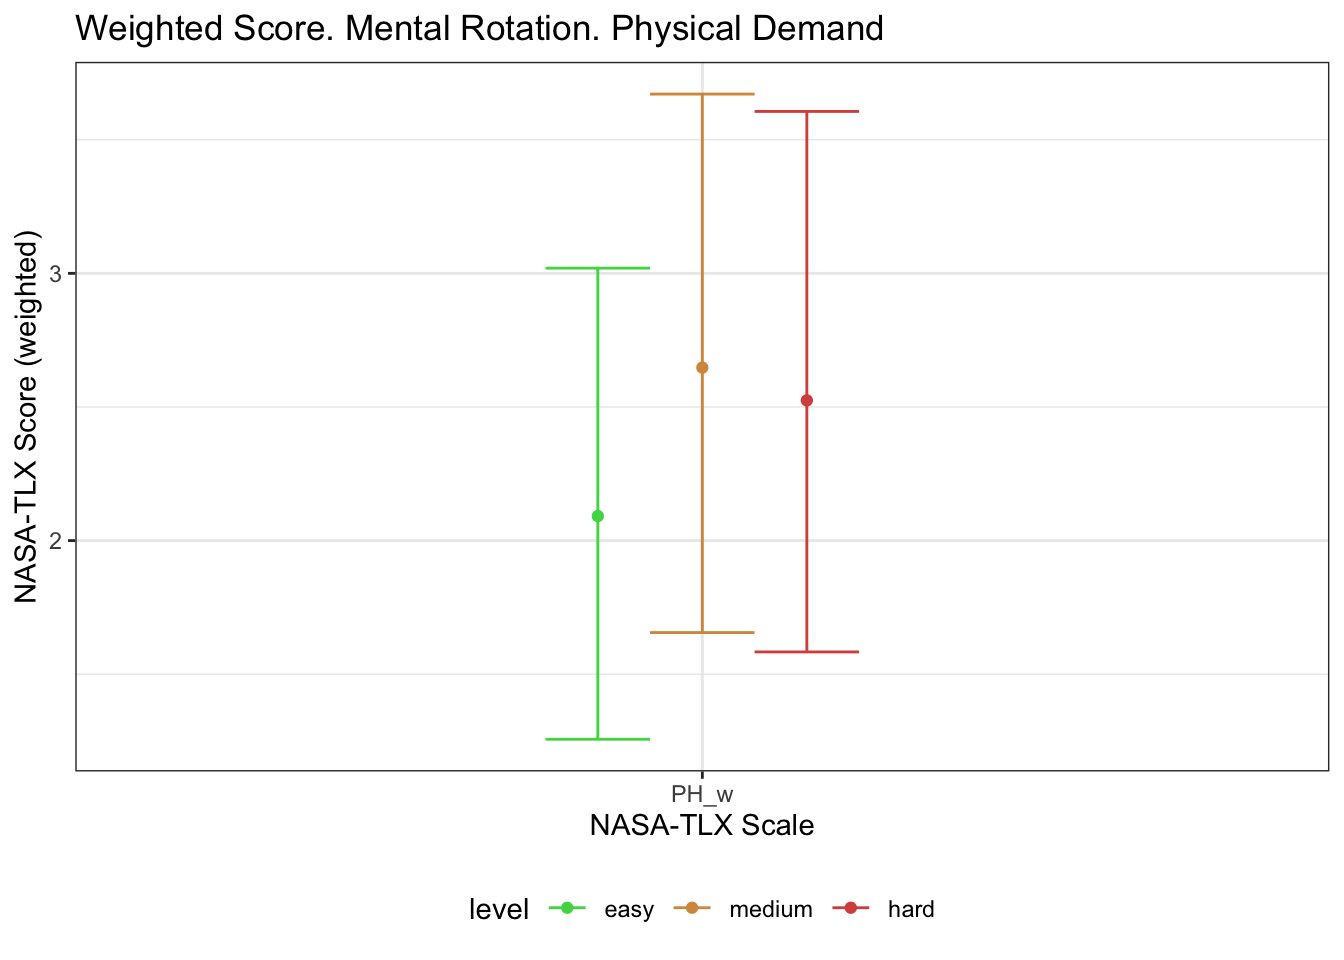 Weighted Score. Mental Rotation. Physical Demand
NASA-TLX Score (weighted)
3
2
PH_w
NASA-TLX Scale
level easy medium hard